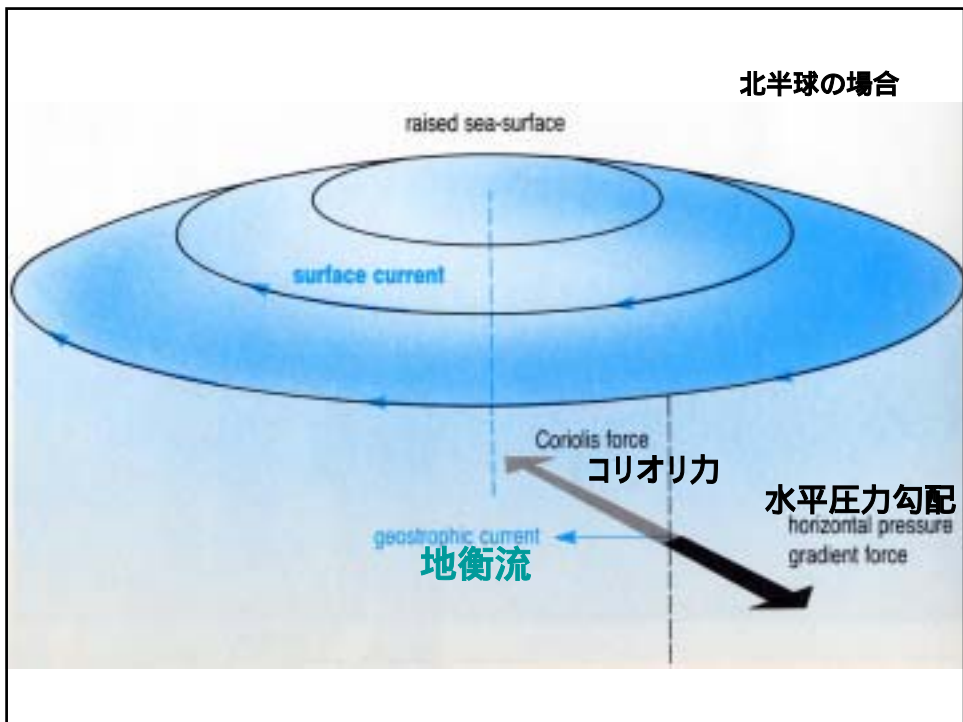 北半球の場合
raised sea-surface
surface current
Coriolis force
コリオリ力
水平圧力勾配
horizontal pressure
gradient force
geostrophic current
地衡流